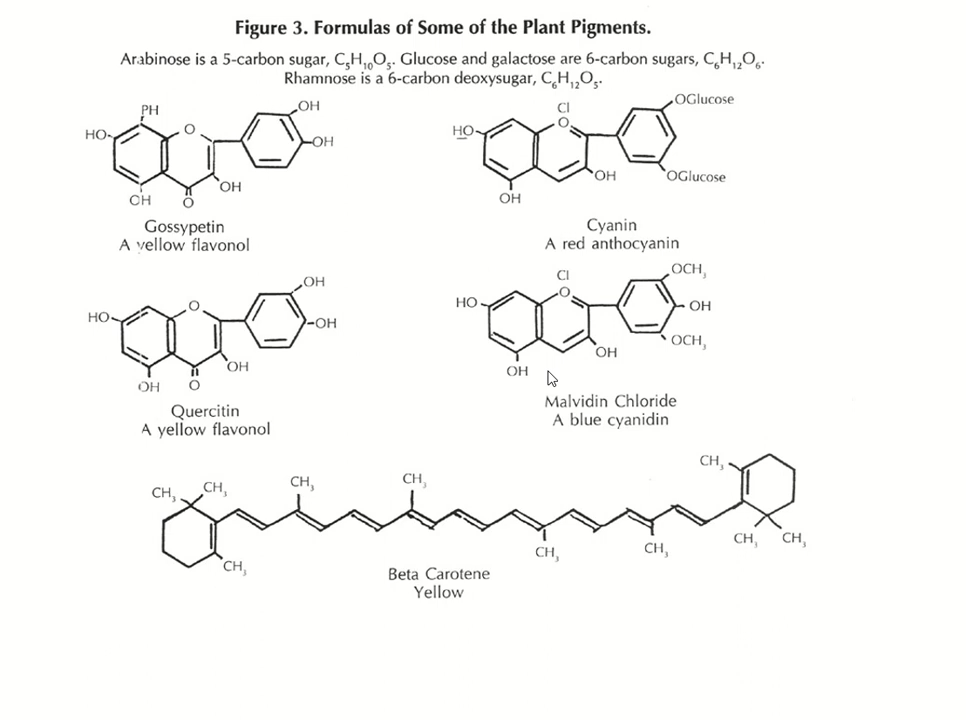 Figure 3. Formulas of Some of the Plant Pigments.
Arabinose is a 5-carbon sugar, C₅H₁₀O₅. Glucose and galactose are 6-carbon sugars, C₆H₁₂O₆.
Rhamnose is a 6-carbon deoxysugar, C₆H₁₂O₅.
PH
HO
O
OH
OH
OH
OH
O
Gossypetin
A yellow flavonol
Cl
HO
O
OGlucose
OGlucose
OH
OH
Cyanin
A red anthocyanin
HO
O
OH
OH
OH
OH
O
Quercitin
A yellow flavonol
Cl
HO
O
OCH₃
OH
OCH₃
OH
OH
Malvidin Chloride
A blue cyanidin
CH₃
CH₃
CH₃
CH₃
CH₃
CH₃
CH₃
CH₃
CH₃
CH₃
Beta Carotene
Yellow